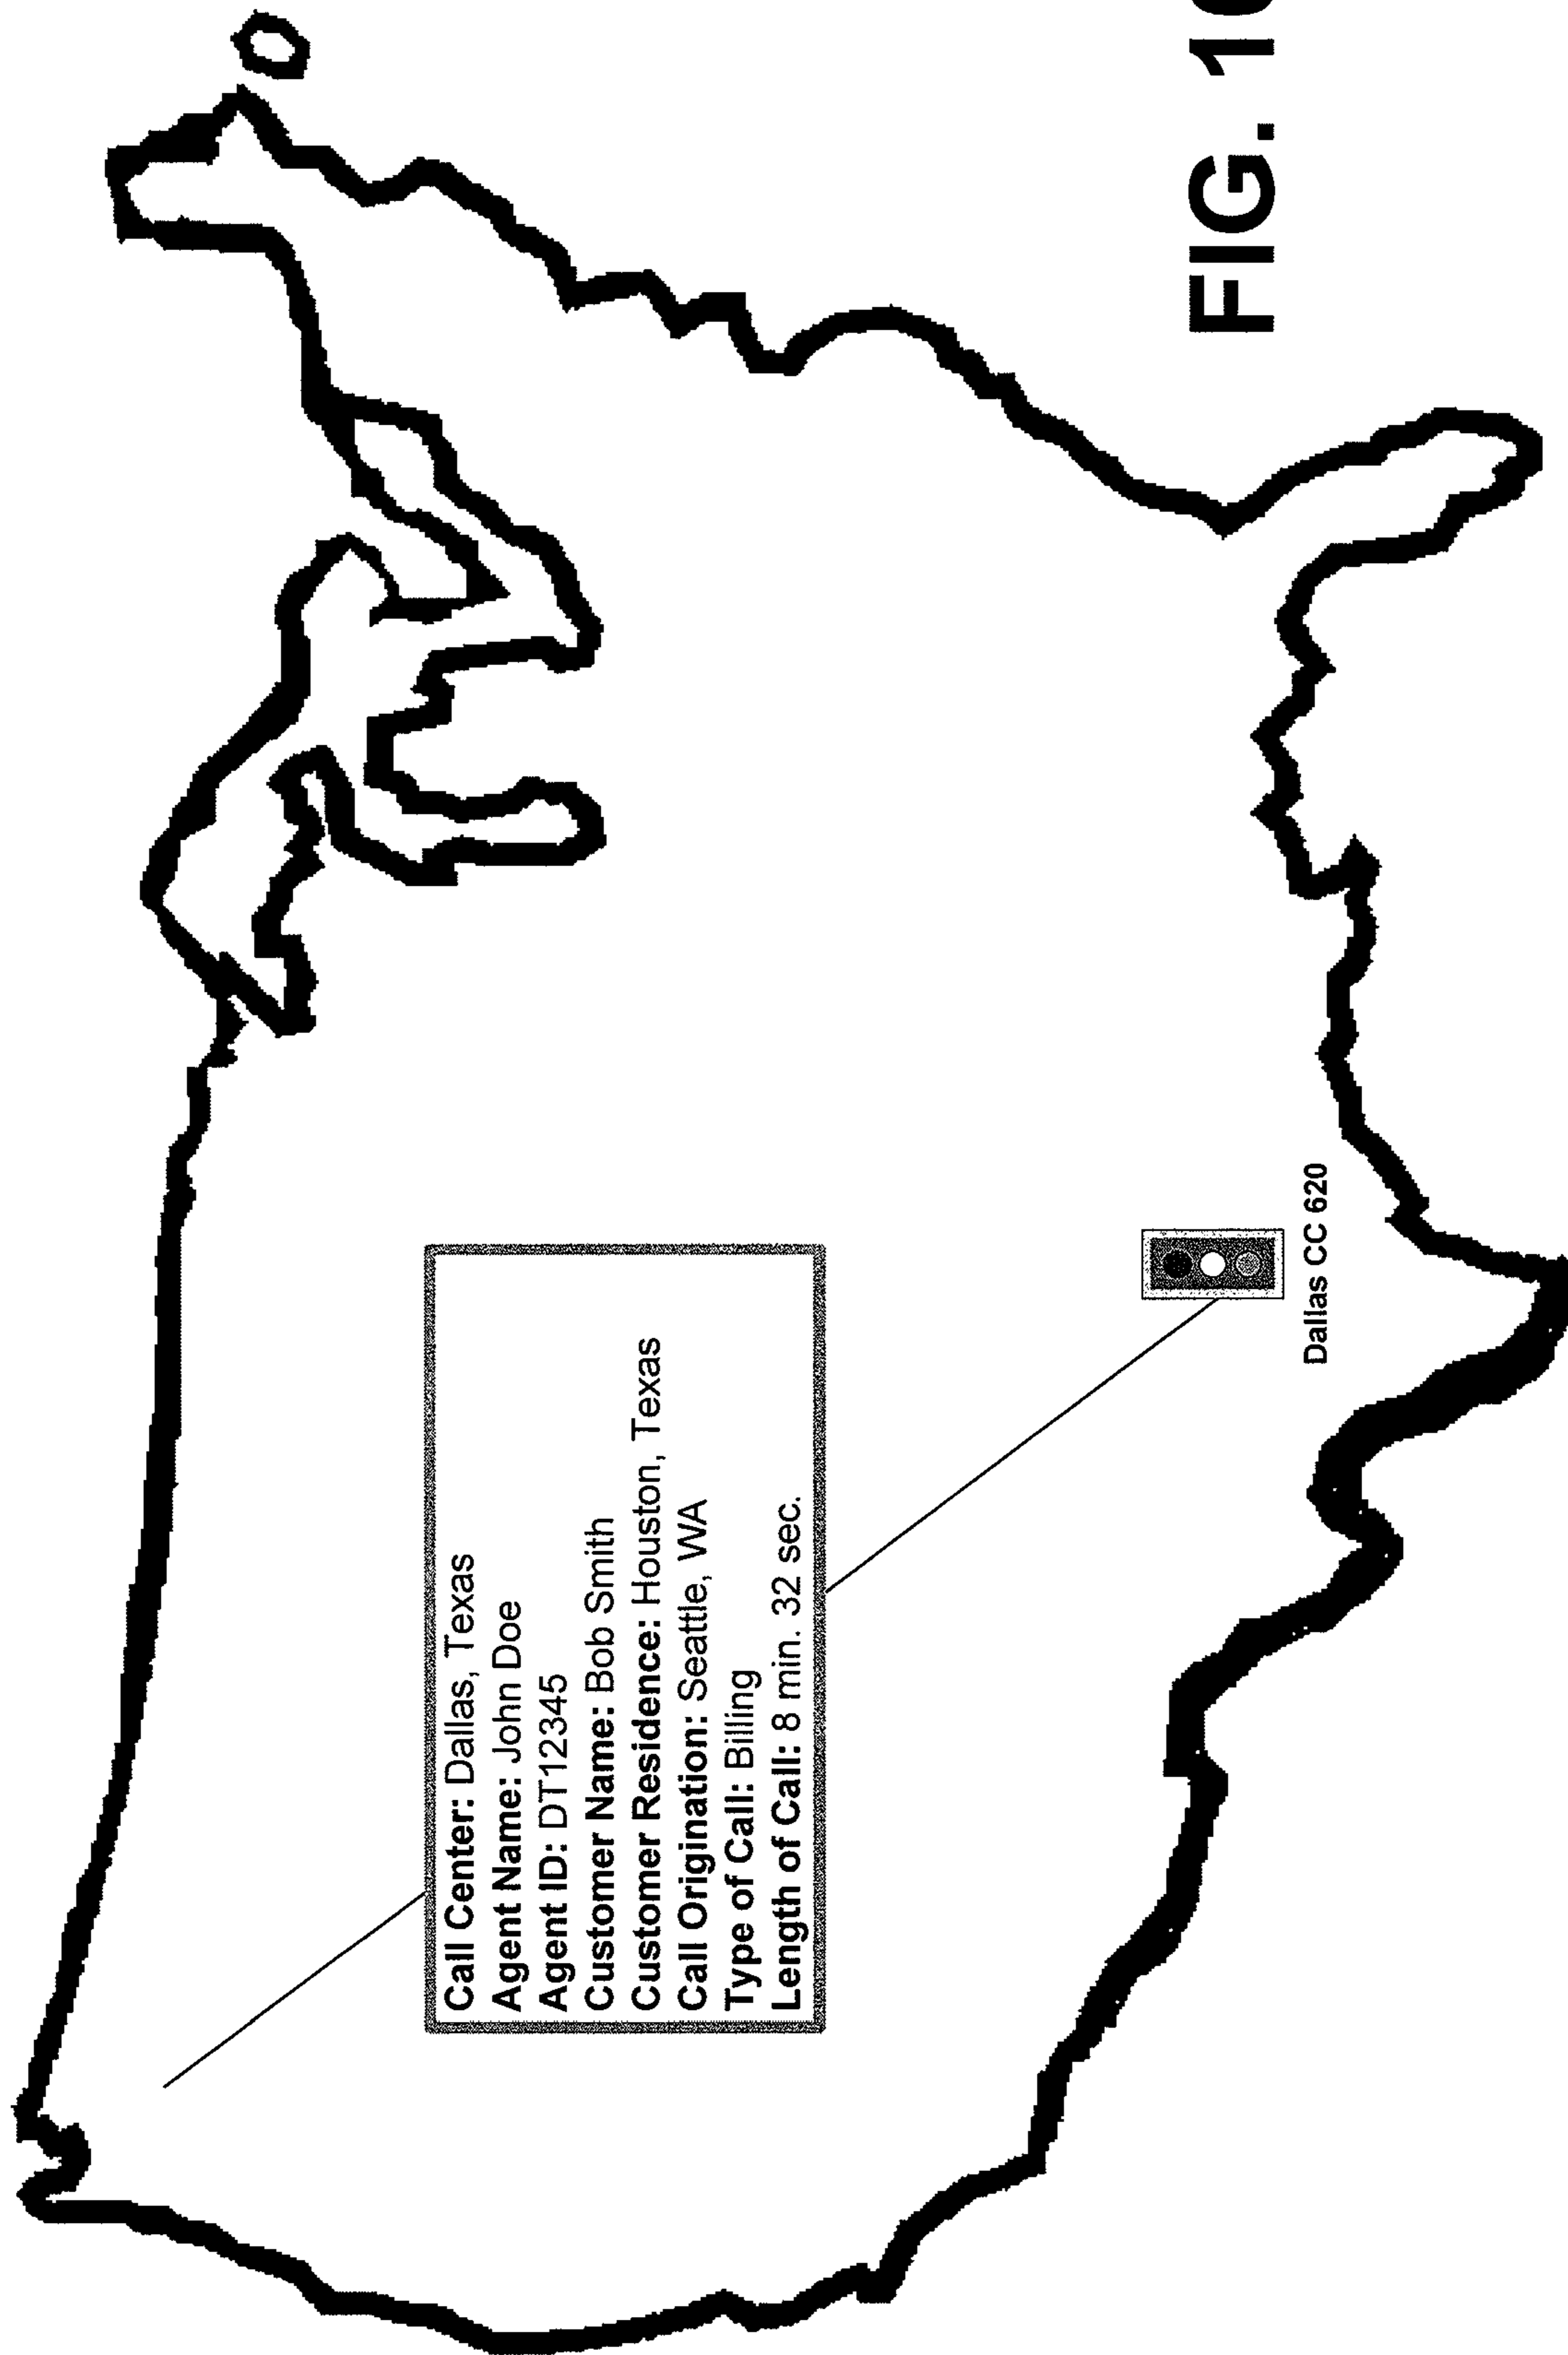 Call Center: Dallas, Texas
Agent Name: John Doe
Agent ID: DT12345
Customer Name: Bob Smith
Customer Residence: Houston, Texas
Call Origination: Seattle, WA
Type of Call: Billing
Length of Call: 8 min. 32 sec.
Dallas CC 620
FIG. 10